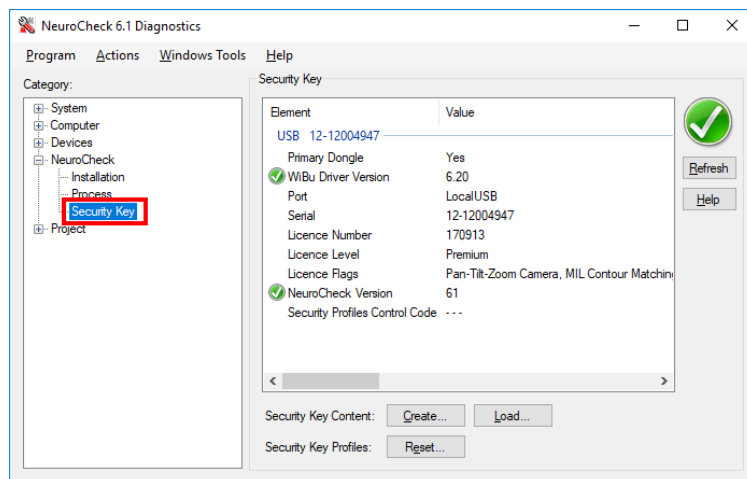 NeuroCheck 6.1 Diagnostics
Program Actions Windows Tools Help
Category:
System
Computer
Devices
NeuroCheck
Installation
Process
Security Key
Project
Security Key
Element Value
USB 12-12004947
Primary Dongle Yes
WiBu Driver Version 6.20
Port LocalUSB
Serial 12-12004947
Licence Number 170913
Licence Level Premium
Licence Flags Pan-Tilt-Zoom Camera, MIL Contour Matching
NeuroCheck Version 61
Security Profiles Control Code - - -
Refresh
Help
Security Key Content: Create... Load...
Security Key Profiles: Reset...